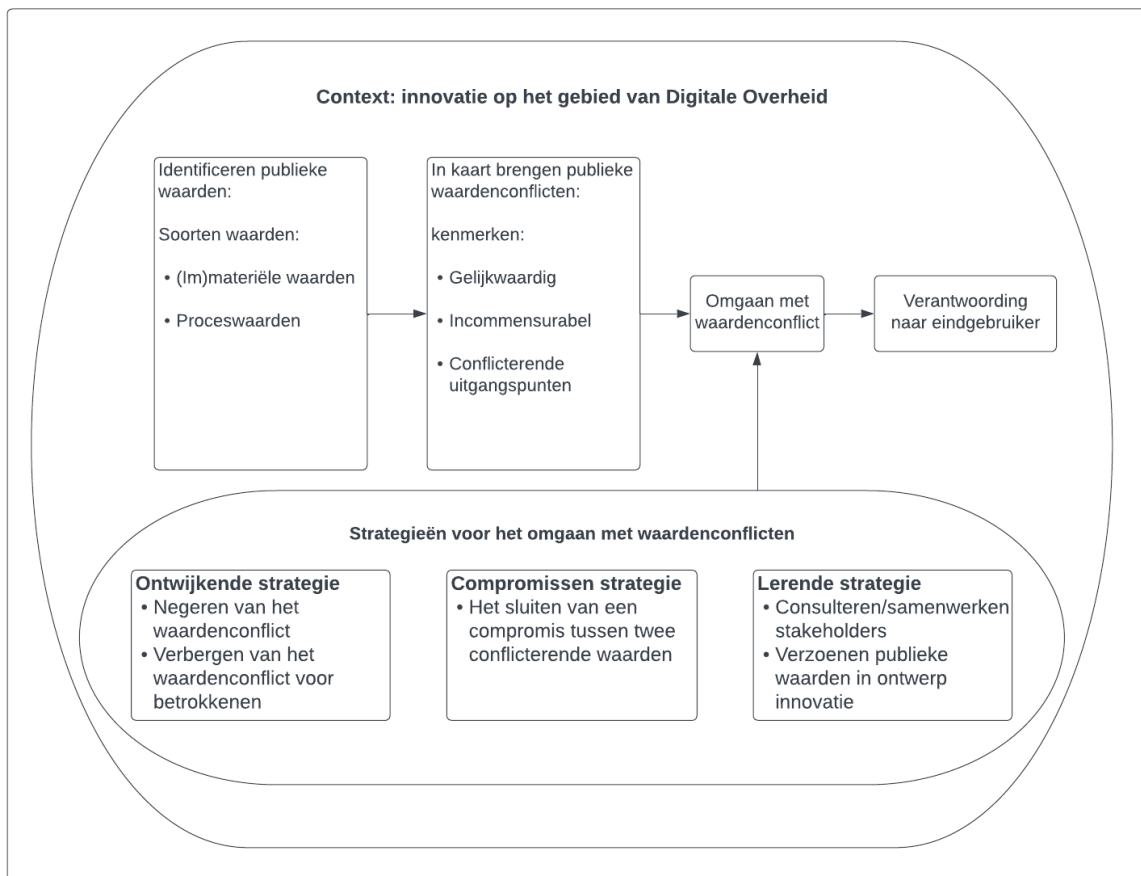 Context: innovatie op het gebied van Digitale Overheid
Identificeren publieke
waarden:
Soorten waarden:
• (Im)materiële waarden
• Proceswaarden
In kaart brengen publieke
waardenconflicten:
kenmerken:
• Gelijkwaardig
• Incommensurabel
• Conflicterende
uitgangspunten
Omgaan met
waardenconflict
Verantwoording
naar eindgebruiker
Strategieën voor het omgaan met waardenconflicten
Ontwijkende strategie
• Negeren van het
waardenconflict
• Verbergen van het
waardenconflict voor
betrokkenen
Compromissen strategie
• Het sluiten van een
compromis tussen twee
conflicterende waarden
Lerende strategie
• Consulteren/samenwerken
stakeholders
• Verzoenen publieke
waarden in ontwerp
innovatie